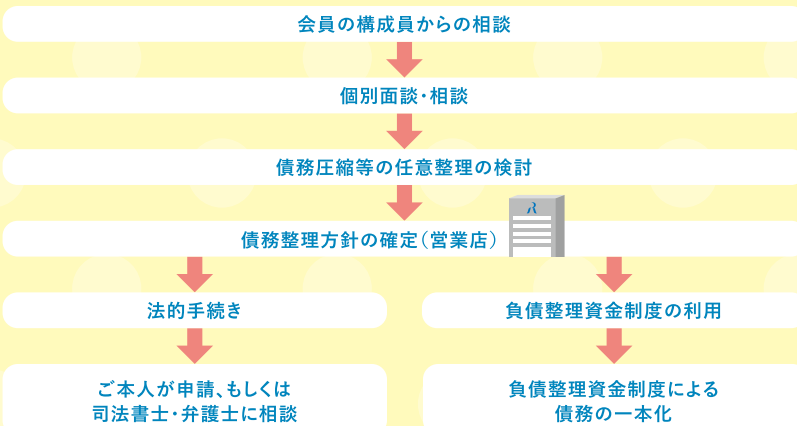 会員の構成員からの相談
個別面談・相談
債務圧縮等の任意整理の検討
債務整理方針の確定（営業店）
法的手続き
負債整理資金制度の利用
ご本人が申請、もしくは
司法書士・弁護士に相談
負債整理資金制度による
債務の一本化